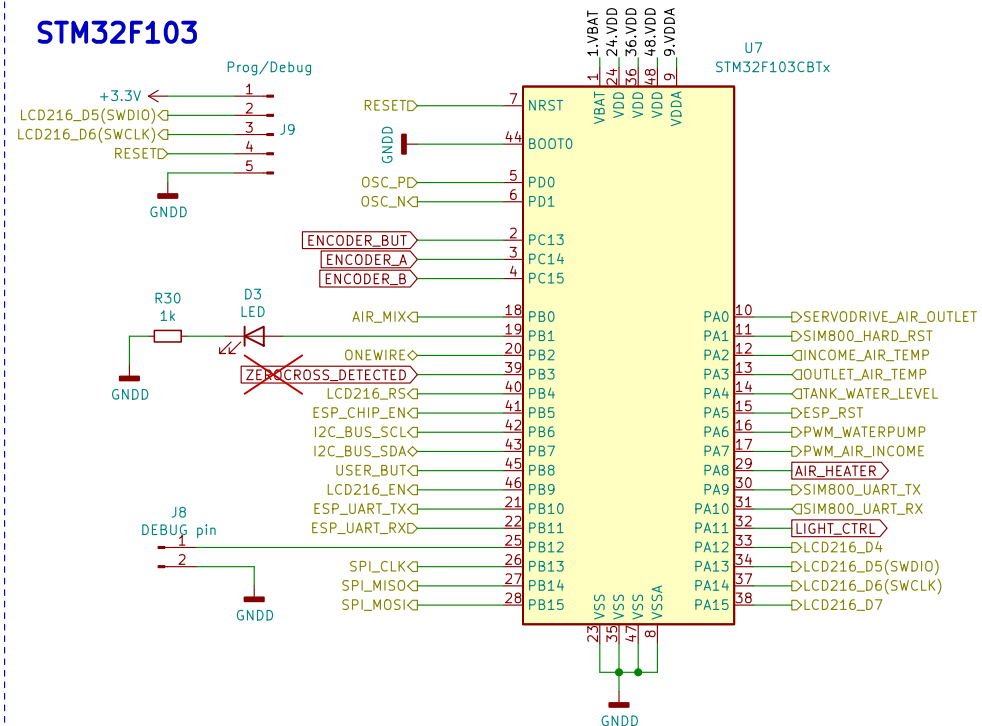 STM32F103
Prog/Debug
+3.3V 1
LCD216_D5(SWDIO) 2
LCD216_D6(SWCLK) 3
J9
RESET 4
5
GNDD
1.VBAT
24.VDD
36.VDD
48.VDD
9.VDDA
U7
STM32F103CBTx
1 VBAT
24 VDD
36 VDD
48 VDD
9 VDDA
RESET 7 NRST
GNDD 44 BOOT0
OSC_P 5 PD0
OSC_N 6 PD1
ENCODER_BUT 2 PC13
ENCODER_A 3 PC14
ENCODER_B 4 PC15
R30
1k
D3
LED
GNDD
AIR_MIX 18 PB0
19 PB1
ONEWIRE 20 PB2
ZEROCROSS_DETECTED 39 PB3
LCD216_RS 40 PB4
ESP_CHIP_EN 41 PB5
I2C_BUS_SCL 42 PB6
I2C_BUS_SDA 43 PB7
USER_BUT 45 PB8
LCD216_EN 46 PB9
ESP_UART_TX 21 PB10
ESP_UART_RX 22 PB11
J8
DEBUG pin
1 25 PB12
2
GNDD
SPI_CLK 26 PB13
SPI_MISO 27 PB14
SPI_MOSI 28 PB15
PA0 10 SERVODRIVE_AIR_OUTLET
PA1 11 SIM800_HARD_RST
PA2 12 INCOME_AIR_TEMP
PA3 13 OUTLET_AIR_TEMP
PA4 14 TANK_WATER_LEVEL
PA5 15 ESP_RST
PA6 16 PWM_WATERPUMP
PA7 17 PWM_AIR_INCOME
PA8 29 AIR_HEATER
PA9 30 SIM800_UART_TX
PA10 31 SIM800_UART_RX
PA11 32 LIGHT_CTRL
PA12 33 LCD216_D4
PA13 34 LCD216_D5(SWDIO)
PA14 37 LCD216_D6(SWCLK)
PA15 38 LCD216_D7
VSS 23
VSS 35
VSS 47
VSSA 8
GNDD